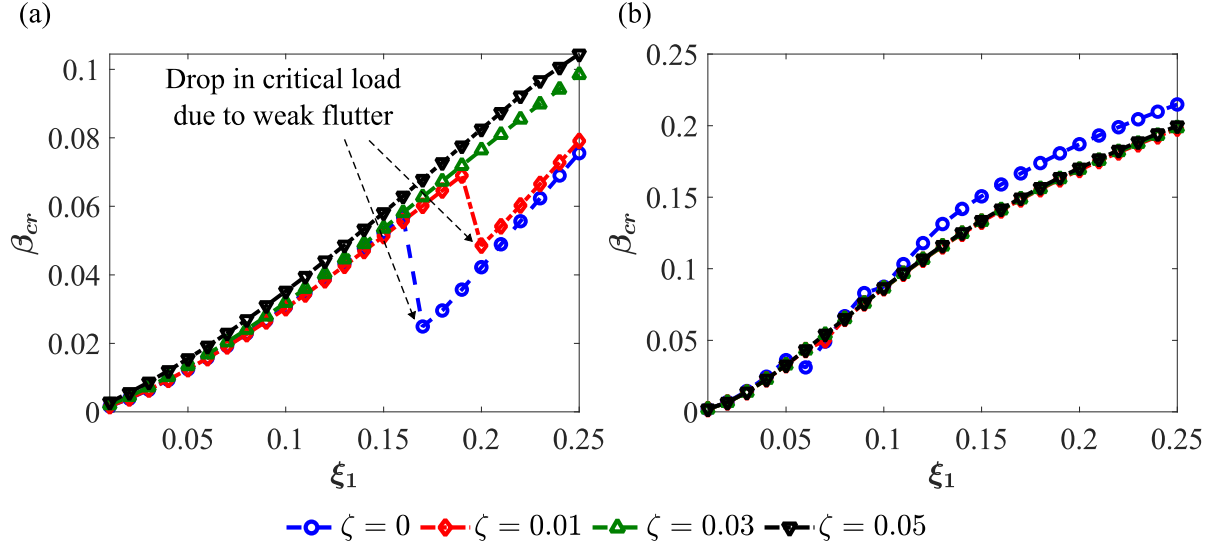 (a)
Drop in critical load
due to weak flutter
0.1
0.08
0.06
0.04
0.02
0
β_cr
0.05 0.1 0.15 0.2 0.25
ξ₁
(b)
0.25
0.2
0.15
0.1
0.05
0
β_cr
0.05 0.1 0.15 0.2 0.25
ξ₁
ζ = 0 ζ = 0.01 ζ = 0.03 ζ = 0.05